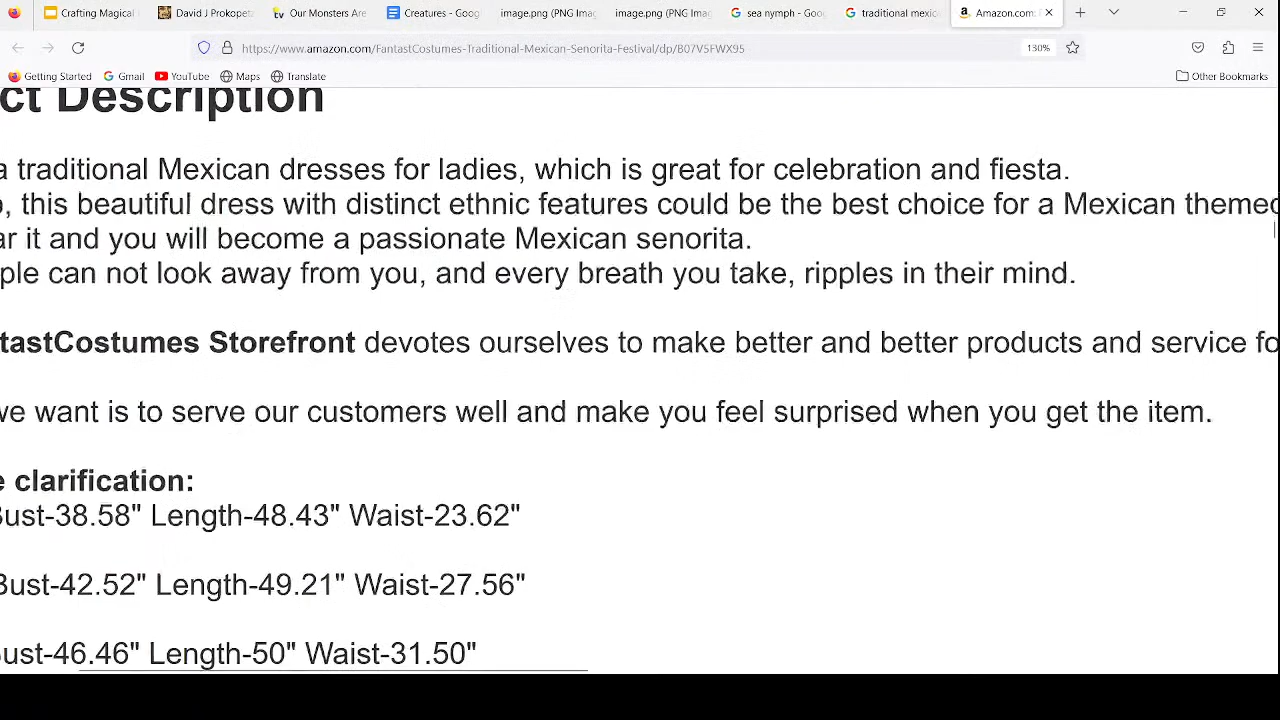 Crafting Magical
David J Prokopetz
Our Monsters Are
Creatures - Goog
image.png (PNG Imag
image.png (PNG Imag
sea nymph - Goog
traditional mexic
Amazon.com: F
https://www.amazon.com/FantastCostumes-Traditional-Mexican-Senorita-Festival/dp/B07V5FWX95
130%
Getting Started
Gmail
YouTube
Maps
Translate
Other Bookmarks
ct Description
a traditional Mexican dresses for ladies, which is great for celebration and fiesta.
, this beautiful dress with distinct ethnic features could be the best choice for a Mexican themed
ar it and you will become a passionate Mexican senorita.
ple can not look away from you, and every breath you take, ripples in their mind.
tastCostumes Storefront devotes ourselves to make better and better products and service fo
we want is to serve our customers well and make you feel surprised when you get the item.
e clarification:
Bust-38.58" Length-48.43" Waist-23.62"
Bust-42.52" Length-49.21" Waist-27.56"
Bust-46.46" Length-50" Waist-31.50"